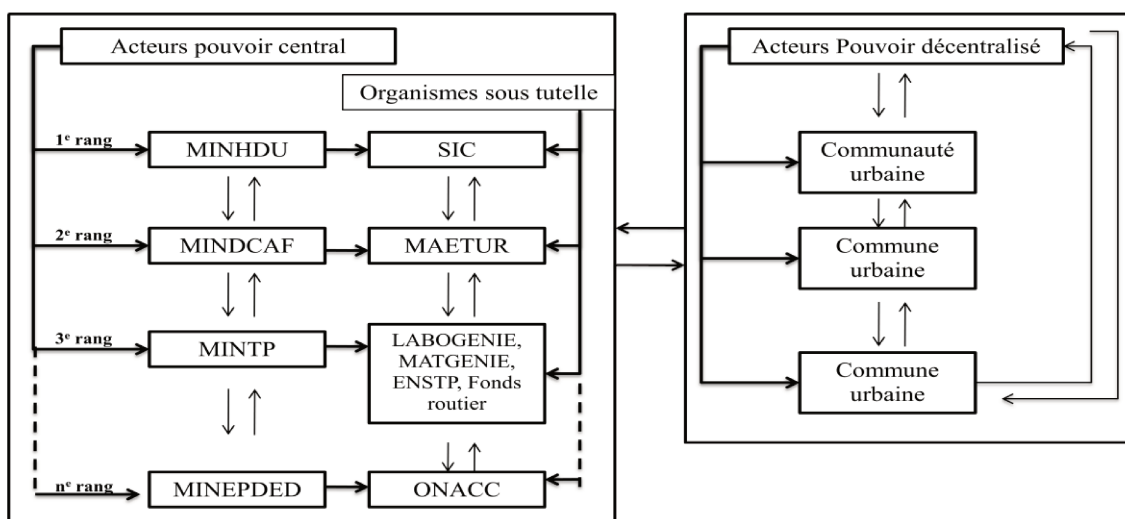 Acteurs pouvoir central
Organismes sous tutelle
1e rang
MINHDU
SIC
2e rang
MINDCAF
MAETUR
3e rang
MINTP
LABOGENIE,
MATGENIE,
ENSTP, Fonds
routier
ne rang
MINEPDED
ONACC
Acteurs Pouvoir décentralisé
Communauté
urbaine
Commune
urbaine
Commune
urbaine